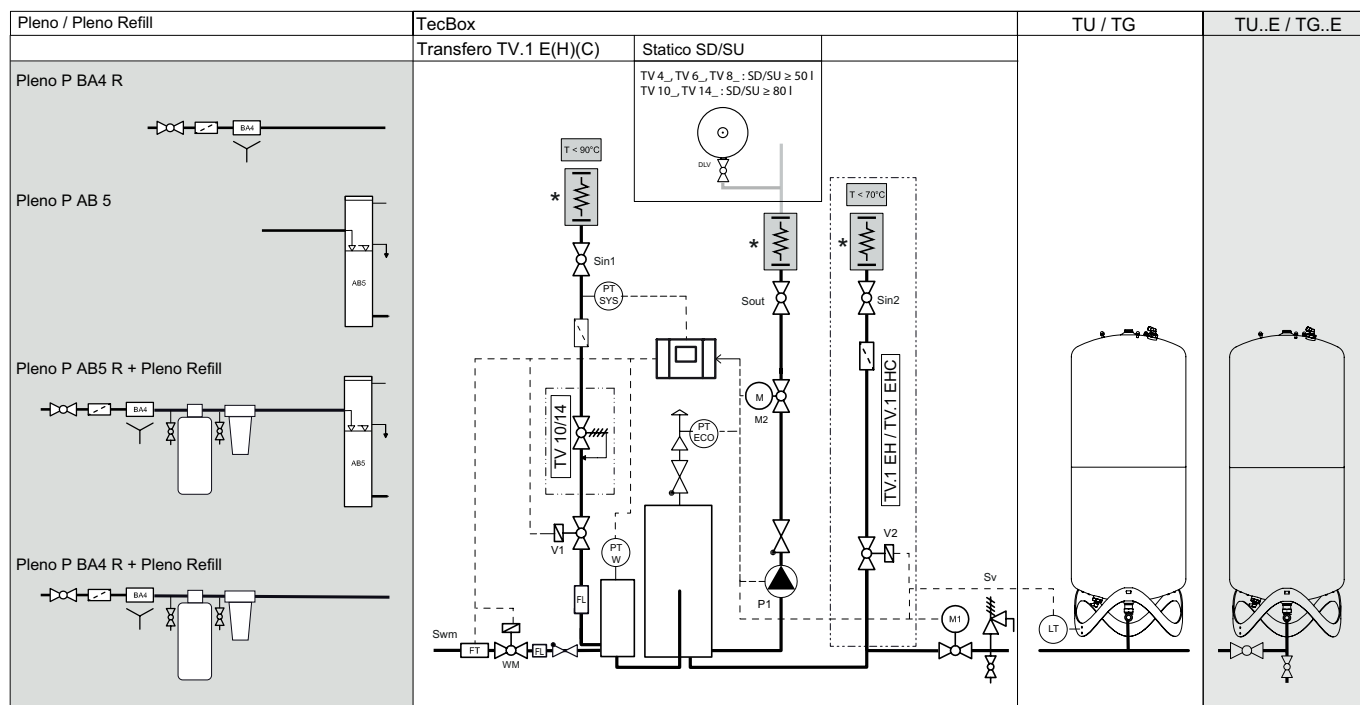 Pleno / Pleno Refill
TecBox
TU / TG
TU..E / TG..E
Transfero TV.1 E(H)(C)
Statico SD/SU
Pleno P BA4 R
BA4
Pleno P AB 5
AB5
Pleno P AB5 R + Pleno Refill
BA4
AB5
Pleno P BA4 R + Pleno Refill
BA4
TV 4_, TV 6_, TV 8_ : SD/SU ≥ 50 l
TV 10_, TV 14_ : SD/SU ≥ 80 l
DLV
T < 90°C
*
Sin1
PT
SYS
TV 10/14
V1
FL
PT
W
Swm
FT
WM
FL
PT
ECO
*
Sout
M
M2
P1
T < 70°C
*
Sin2
TV.1 EH / TV.1 EHC
V2
M1
Sv
LT